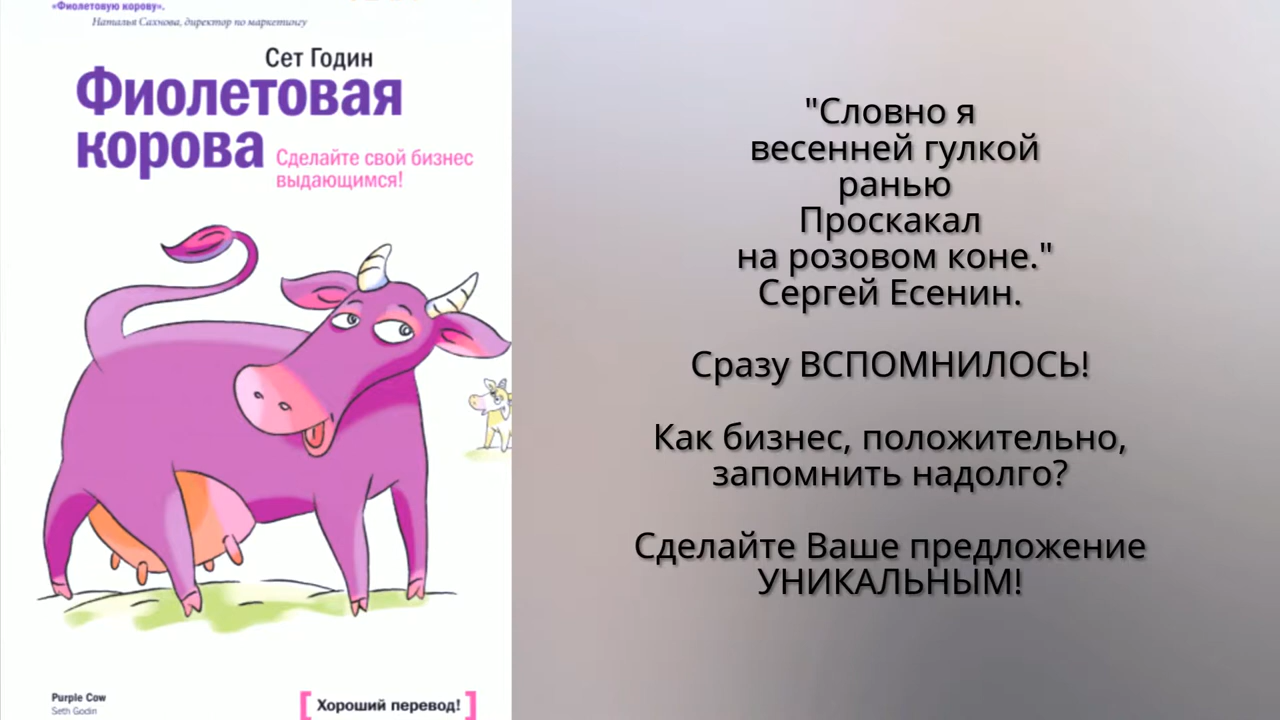 «Фиолетовую корову».
Наталья Сахнова, директор по маркетингу
Сет Годин
Фиолетовая
корова
Сделайте свой бизнес
выдающимся!
Purple Cow
Seth Godin
[ Хороший перевод! ]
"Словно я
весенней гулкой
ранью
Проскакал
на розовом коне."
Сергей Есенин.
Сразу ВСПОМНИЛОСЬ!
Как бизнес, положительно,
запомнить надолго?
Сделайте Ваше предложение
УНИКАЛЬНЫМ!